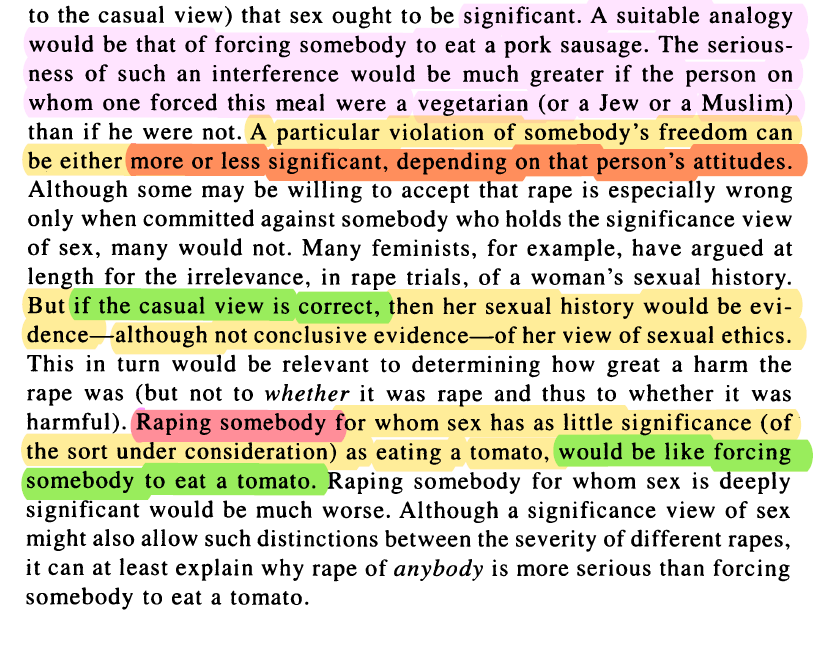 to the casual view) that sex ought to be significant. A suitable analogy
would be that of forcing somebody to eat a pork sausage. The serious-
ness of such an interference would be much greater if the person on
whom one forced this meal were a vegetarian (or a Jew or a Muslim)
than if he were not. A particular violation of somebody's freedom can
be either more or less significant, depending on that person's attitudes.
Although some may be willing to accept that rape is especially wrong
only when committed against somebody who holds the significance view
of sex, many would not. Many feminists, for example, have argued at
length for the irrelevance, in rape trials, of a woman's sexual history.
But if the casual view is correct, then her sexual history would be evi-
dence—although not conclusive evidence—of her view of sexual ethics.
This in turn would be relevant to determining how great a harm the
rape was (but not to whether it was rape and thus to whether it was
harmful). Raping somebody for whom sex has as little significance (of
the sort under consideration) as eating a tomato, would be like forcing
somebody to eat a tomato. Raping somebody for whom sex is deeply
significant would be much worse. Although a significance view of sex
might also allow such distinctions between the severity of different rapes,
it can at least explain why rape of anybody is more serious than forcing
somebody to eat a tomato.